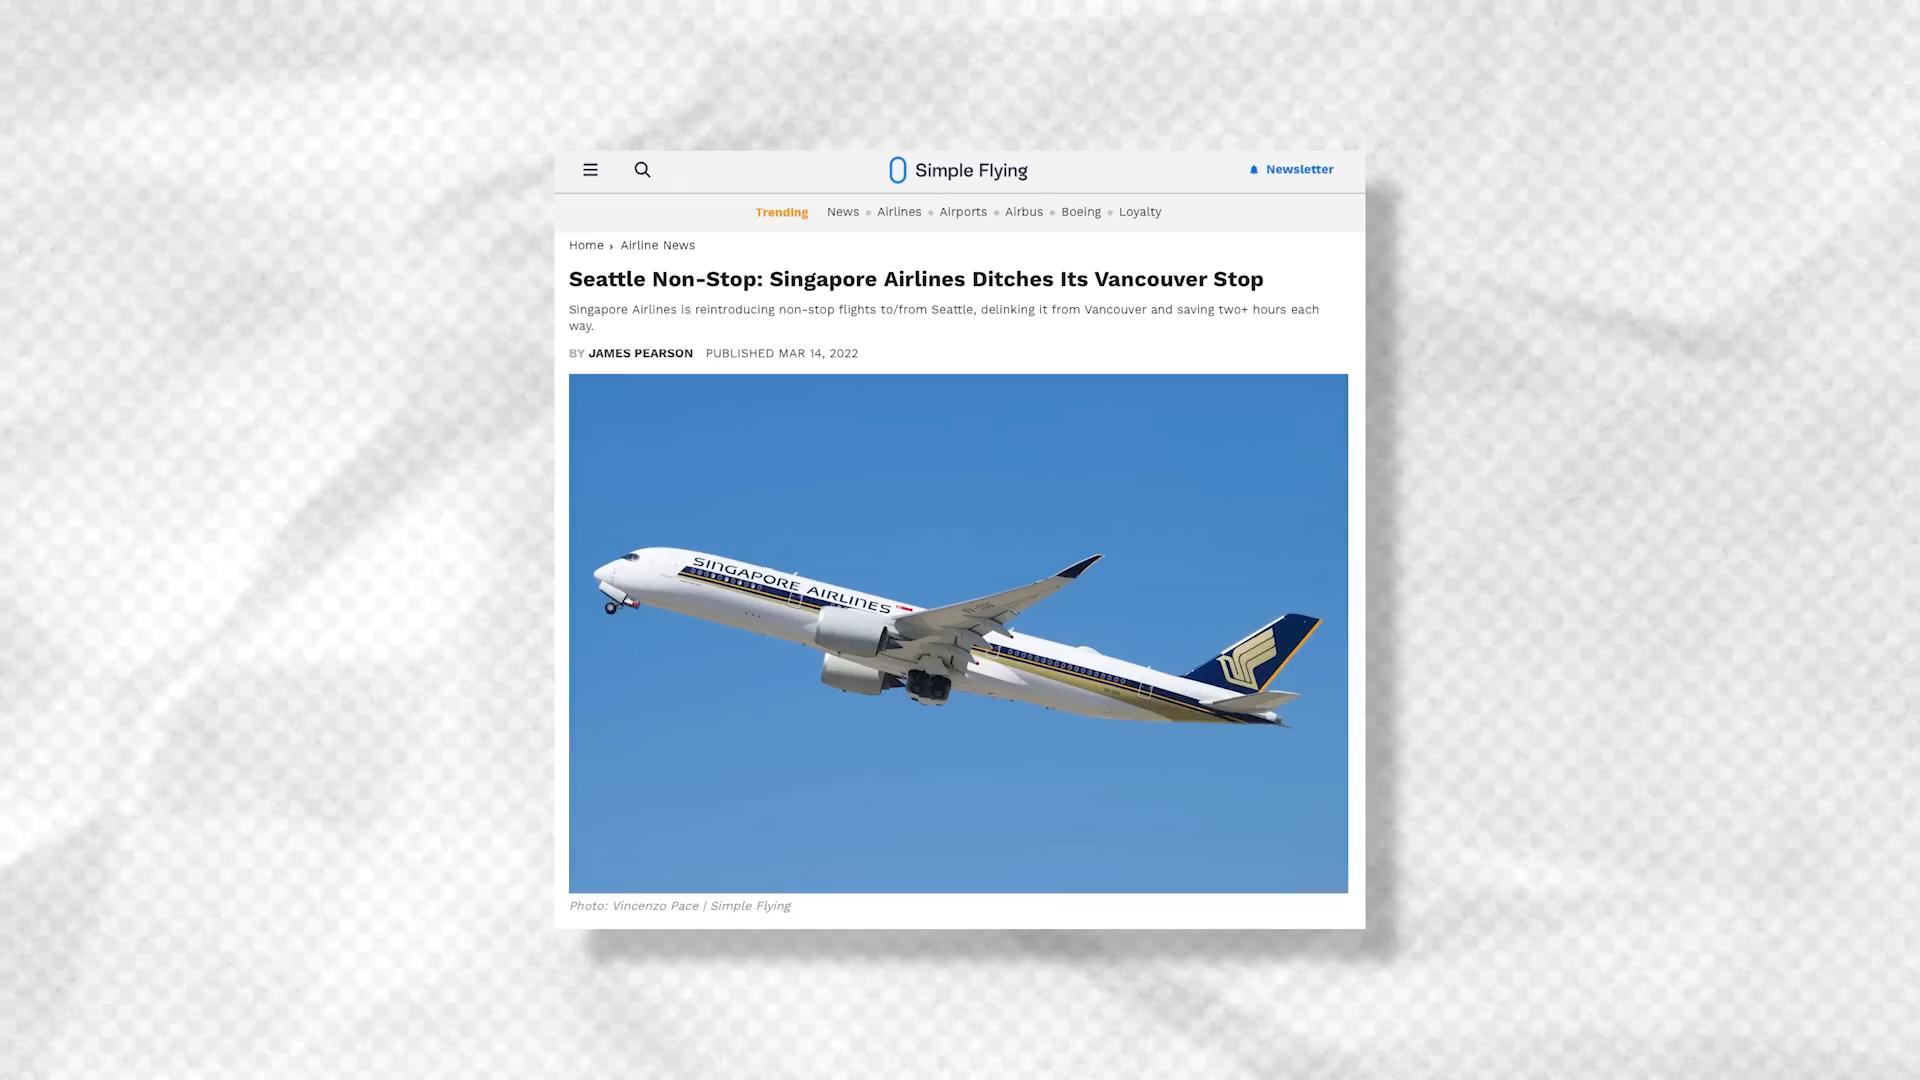 Simple Flying
Newsletter
Trending News Airlines Airports Airbus Boeing Loyalty
Home › Airline News
Seattle Non-Stop: Singapore Airlines Ditches Its Vancouver Stop
Singapore Airlines is reintroducing non-stop flights to/from Seattle, delinking it from Vancouver and saving two+ hours each
way.
BY JAMES PEARSON PUBLISHED MAR 14, 2022
SINGAPORE AIRLINES
Photo: Vincenzo Pace | Simple Flying